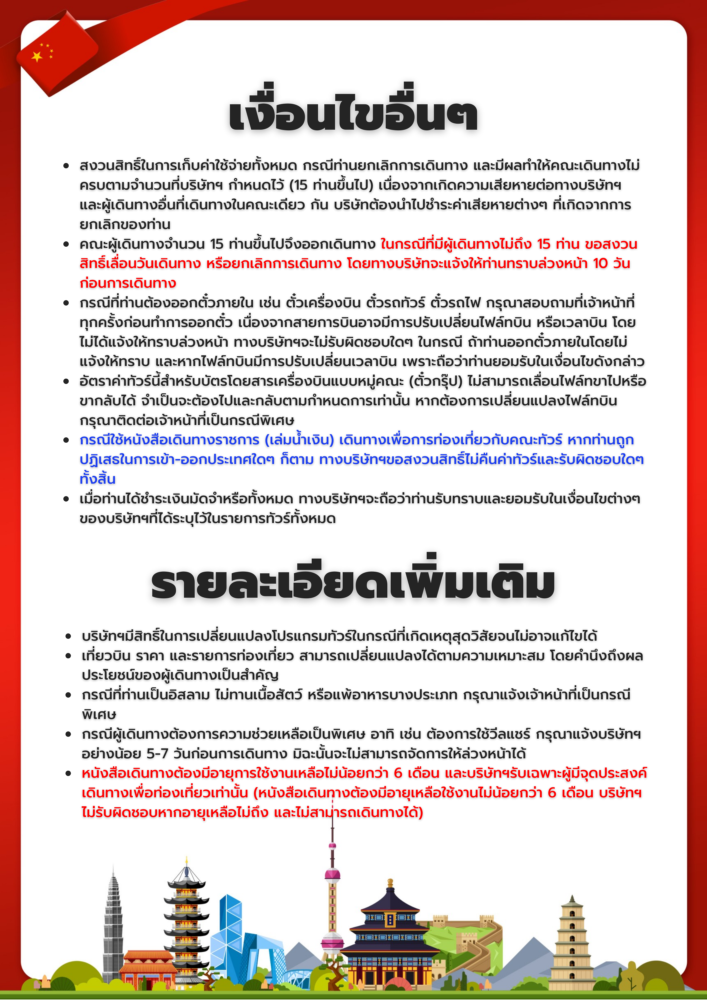 เงื่อนไขอื่นๆ
• สงวนสิทธิ์ในการเก็บค่าใช้จ่ายทั้งหมด กรณีท่านยกเลิกการเดินทาง และมีผลทำให้คณะเดินทางไม่
ครบตามจำนวนที่บริษัทฯ กำหนดไว้ (15 ท่านขึ้นไป) เนื่องจากเกิดความเสียหายต่อทางบริษัทฯ
และผู้เดินทางอื่นที่เดินทางในคณะเดียว กัน บริษัทต้องนำไปชำระค่าเสียหายต่างๆ ที่เกิดจากการ
ยกเลิกของท่าน
• คณะผู้เดินทางจำนวน 15 ท่านขึ้นไปจึงออกเดินทาง ในกรณีที่มีผู้เดินทางไม่ถึง 15 ท่าน ขอสงวน
สิทธิ์เลื่อนวันเดินทาง หรือยกเลิกการเดินทาง โดยทางบริษัทจะแจ้งให้ท่านทราบล่วงหน้า 10 วัน
ก่อนการเดินทาง
• กรณีที่ท่านต้องออกตั๋วภายใน เช่น ตั๋วเครื่องบิน ตั๋วรถทัวร์ ตั๋วรถไฟ กรุณาสอบถามที่เจ้าหน้าที่
ทุกครั้งก่อนทำการออกตั๋ว เนื่องจากสายการบินอาจมีการปรับเปลี่ยนไฟล์ทบิน หรือเวลาบิน โดย
ไม่ได้แจ้งให้ทราบล่วงหน้า ทางบริษัทฯจะไม่รับผิดชอบใดๆ ในกรณี ถ้าท่านออกตั๋วภายในโดยไม่
แจ้งให้ทราบ และหากไฟล์ทบินมีการปรับเปลี่ยนเวลาบิน เพราะถือว่าท่านยอมรับในเงื่อนไขดังกล่าว
• อัตราค่าทัวร์นี้สำหรับบัตรโดยสารเครื่องบินแบบหมู่คณะ (ตั๋วกรุ๊ป) ไม่สามารถเลื่อนไฟล์ทขาไปหรือ
ขากลับได้ จำเป็นจะต้องไปและกลับตามกำหนดการเท่านั้น หากต้องการเปลี่ยนแปลงไฟล์ทบิน
กรุณาติดต่อเจ้าหน้าที่เป็นกรณีพิเศษ
• กรณีใช้หนังสือเดินทางราชการ (เล่มน้ำเงิน) เดินทางเพื่อการท่องเที่ยวกับคณะทัวร์ หากท่านถูก
ปฏิเสธในการเข้า-ออกประเทศใดๆ ก็ตาม ทางบริษัทฯขอสงวนสิทธิ์ไม่คืนค่าทัวร์และรับผิดชอบใดๆ
ทั้งสิ้น
• เมื่อท่านได้ชำระเงินมัดจำหรือทั้งหมด ทางบริษัทฯจะถือว่าท่านรับทราบและยอมรับในเงื่อนไขต่างๆ
ของบริษัทฯที่ได้ระบุไว้ในรายการทัวร์ทั้งหมด
รายละเอียดเพิ่มเติม
• บริษัทฯมีสิทธิ์ในการเปลี่ยนแปลงโปรแกรมทัวร์ในกรณีที่เกิดเหตุสุดวิสัยจนไม่อาจแก้ไขได้
• เที่ยวบิน ราคา และรายการท่องเที่ยว สามารถเปลี่ยนแปลงได้ตามความเหมาะสม โดยคำนึงถึงผล
ประโยชน์ของผู้เดินทางเป็นสำคัญ
• กรณีที่ท่านเป็นอิสลาม ไม่ทานเนื้อสัตว์ หรือแพ้อาหารบางประเภท กรุณาแจ้งเจ้าหน้าที่เป็นกรณี
พิเศษ
• กรณีผู้เดินทางต้องการความช่วยเหลือเป็นพิเศษ อาทิ เช่น ต้องการใช้วีลแชร์ กรุณาแจ้งบริษัทฯ
อย่างน้อย 5-7 วันก่อนการเดินทาง มิฉะนั้นจะไม่สามารถจัดการให้ล่วงหน้าได้
• หนังสือเดินทางต้องมีอายุการใช้งานเหลือไม่น้อยกว่า 6 เดือน และบริษัทฯรับเฉพาะผู้มีจุดประสงค์
เดินทางเพื่อท่องเที่ยวเท่านั้น (หนังสือเดินทางต้องมีอายุเหลือใช้งานไม่น้อยกว่า 6 เดือน บริษัทฯ
ไม่รับผิดชอบหากอายุเหลือไม่ถึง และไม่สามารถเดินทางได้)